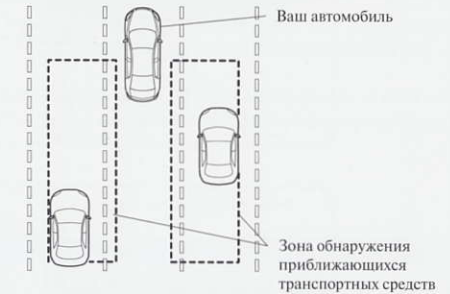 Ваш автомобиль
Зона обнаружения
приближающихся
транспортных средств